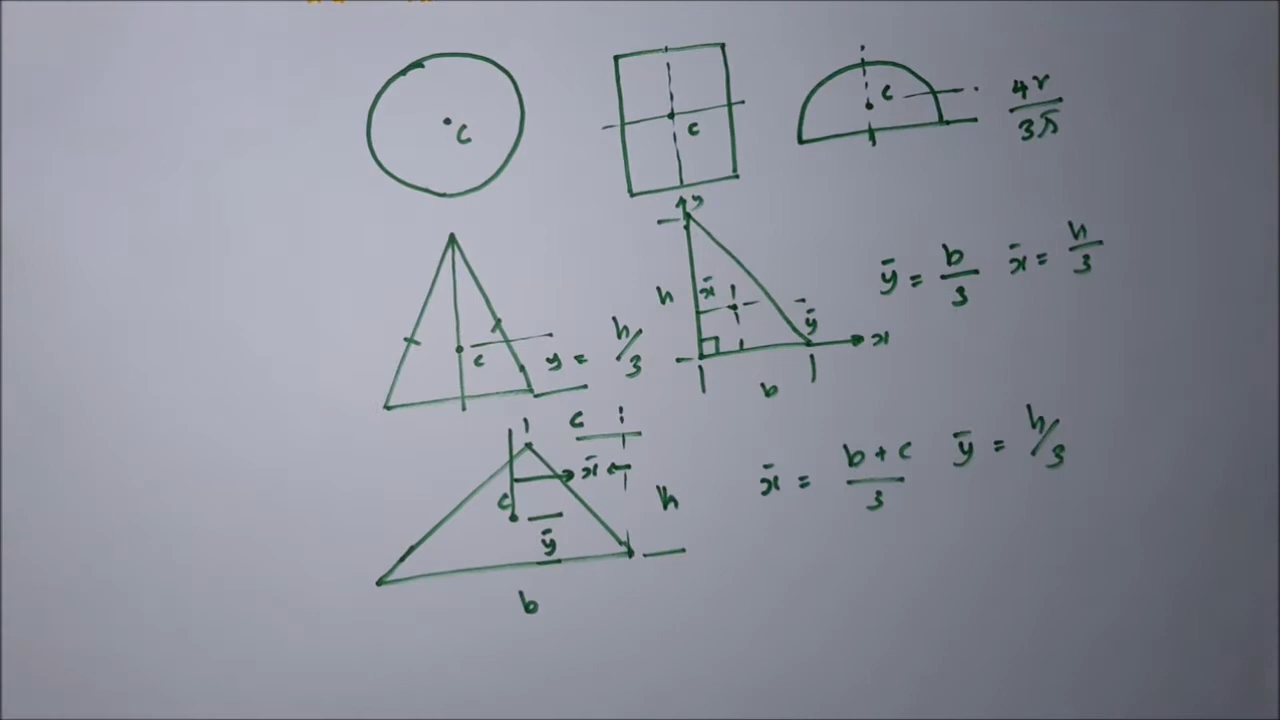 C
c
c
4r/3π
y
h
x̄
ȳ
x
b
ȳ = b/3 x̄ = h/3
c
y = h/3
c
x̄
c
ȳ
h
b
x̄ = (b + c)/3 ȳ = h/3